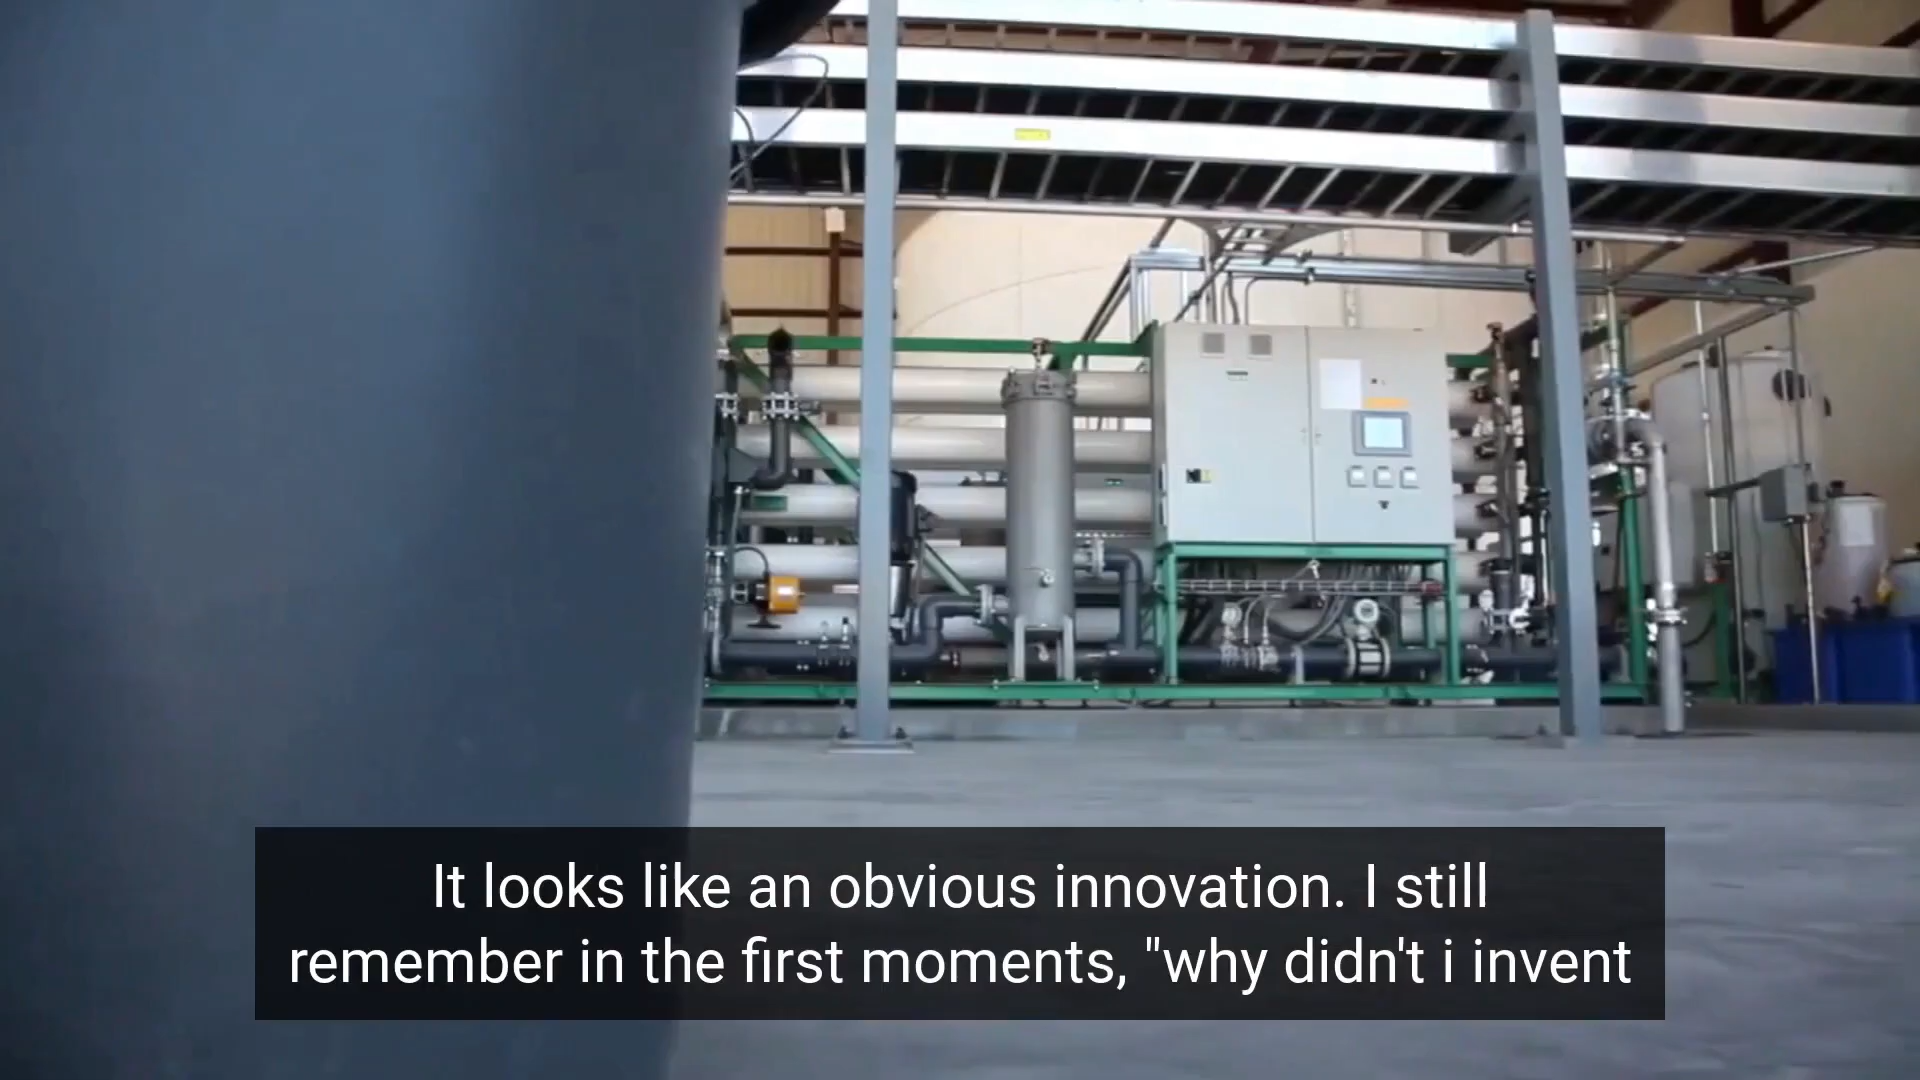 It looks like an obvious innovation. I still
remember in the first moments, "why didn't i invent